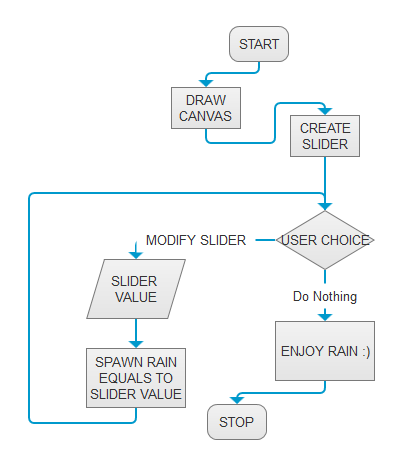 START
DRAW
CANVAS
CREATE
SLIDER
USER CHOICE
MODIFY SLIDER
SLIDER
VALUE
Do Nothing
SPAWN RAIN
EQUALS TO
SLIDER VALUE
ENJOY RAIN :)
STOP